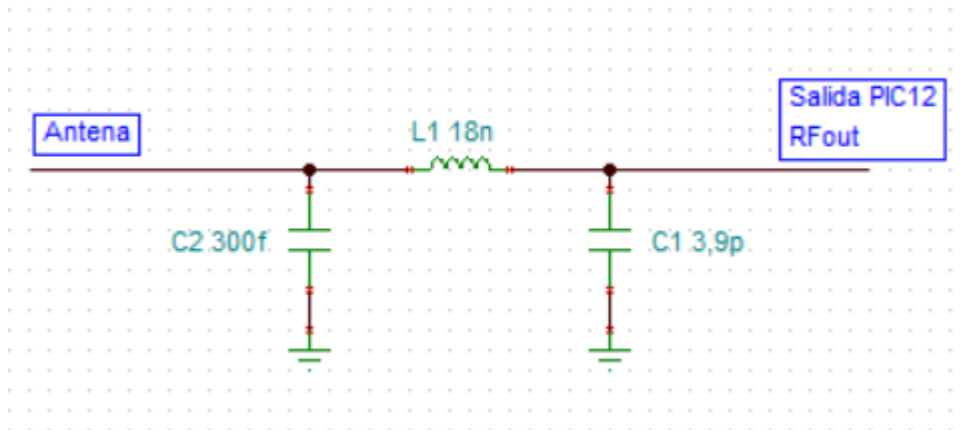 Salida PIC12
RFout
Antena
L1 18n
C2 300f
C1 3,9p